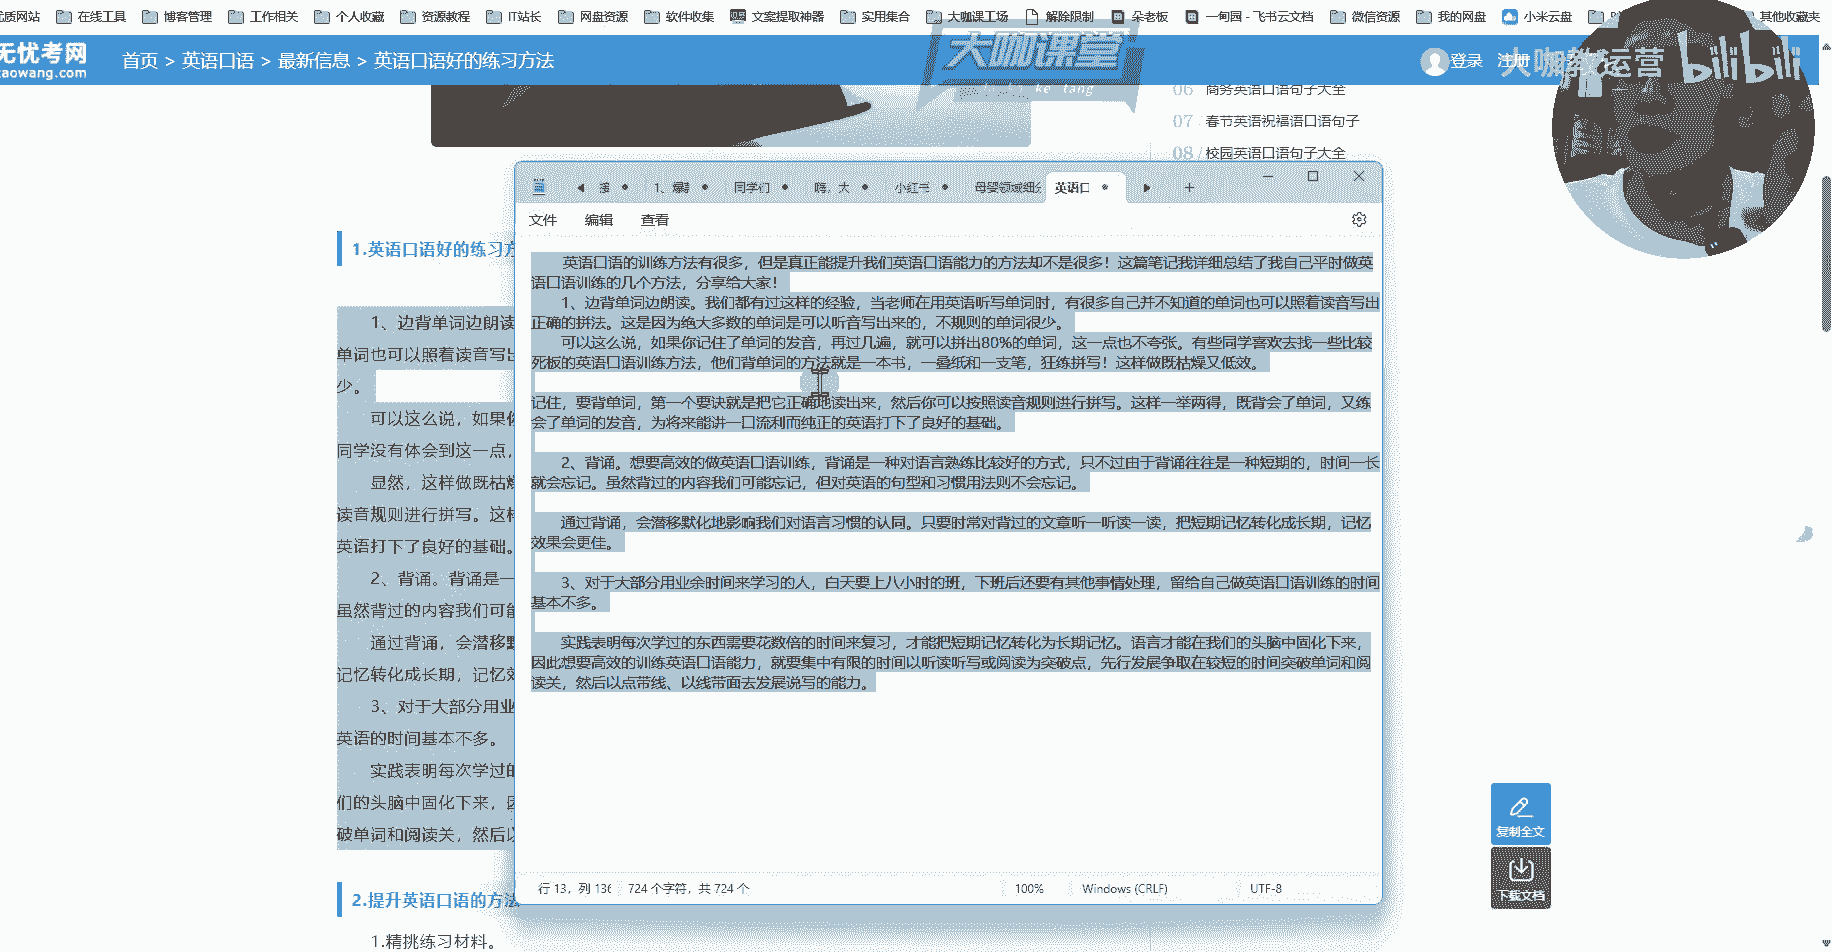 优质网站 在线工具 博客管理 工作相关 个人收藏 资源教程 IT站长 网盘资源 软件收集 文案提取神器 实用集合 大咖课工场 解除限制 朵老板 一甸园 - 飞书云文档 微信资源 我的网盘 小米云盘 其他收藏夹
无忧考网
aowang.com
首页 > 英语口语 > 最新信息 > 英语口语好的练习方法
登录 注册
大咖课堂
ke tang
大咖教运营 bilibili
06 商务英语口语句子大全
07 春节英语祝福语口语句子
08 / 校园英语口语句子大全
1、爆 同学们 嗨，大 小红书 母婴领域细分 英语口
文件 编辑 查看
英语口语的训练方法有很多，但是真正能提升我们英语口语能力的方法却不是很多！这篇笔记我详细总结了我自己平时做英
语口语训练的几个方法，分享给大家！
1、边背单词边朗读。我们都有过这样的经验，当老师在用英语听写单词时，有很多自己并不知道的单词也可以照着读音写出
正确的拼法。这是因为绝大多数的单词是可以听音写出来的，不规则的单词很少。
可以这么说，如果你记住了单词的发音，再过几遍，就可以拼出80%的单词，这一点也不夸张。有些同学喜欢去找一些比较
死板的英语口语训练方法，他们背单词的方法就是一本书，一叠纸和一支笔，狂练拼写！这样做既枯燥又低效。
记住，要背单词，第一个要诀就是把它正确地读出来，然后你可以按照读音规则进行拼写。这样一举两得，既背会了单词，又练
会了单词的发音，为将来能讲一口流利而纯正的英语打下了良好的基础。
2、背诵。想要高效的做英语口语训练，背诵是一种对语言熟练比较好的方式，只不过由于背诵往往是一种短期的，时间一长
就会忘记。虽然背过的内容我们可能忘记，但对英语的句型和习惯用法则不会忘记。
通过背诵，会潜移默化地影响我们对语言习惯的认同。只要时常对背过的文章听一听读一读，把短期记忆转化成长期，记忆
效果会更佳。
3、对于大部分用业余时间来学习的人，白天要上八小时的班，下班后还要有其他事情处理，留给自己做英语口语训练的时间
基本不多。
实践表明每次学过的东西需要花数倍的时间来复习，才能把短期记忆转化为长期记忆。语言才能在我们的头脑中固化下来，
因此想要高效的训练英语口语能力，就要集中有限的时间以听读听写或阅读为突破点，先行发展争取在较短的时间突破单词和阅
读关，然后以点带线、以线带面去发展说写的能力。
行 13，列 136 724 个字符，共 724 个 100% Windows (CRLF) UTF-8
1.英语口语好的练习方
1、边背单词边朗读
单词也可以照着读音写出
少。
可以这么说，如果你
同学没有体会到这一点，
显然，这样做既枯燥
读音规则进行拼写。这样
英语打下了良好的基础。
2、背诵。背诵是一
虽然背过的内容我们可能
通过背诵，会潜移默
记忆转化成长期，记忆效
3、对于大部分用业
英语的时间基本不多。
实践表明每次学过的
们的头脑中固化下来，因
破单词和阅读关，然后以
2.提升英语口语的方法
1.精挑练习材料。
复制全文
下载文档